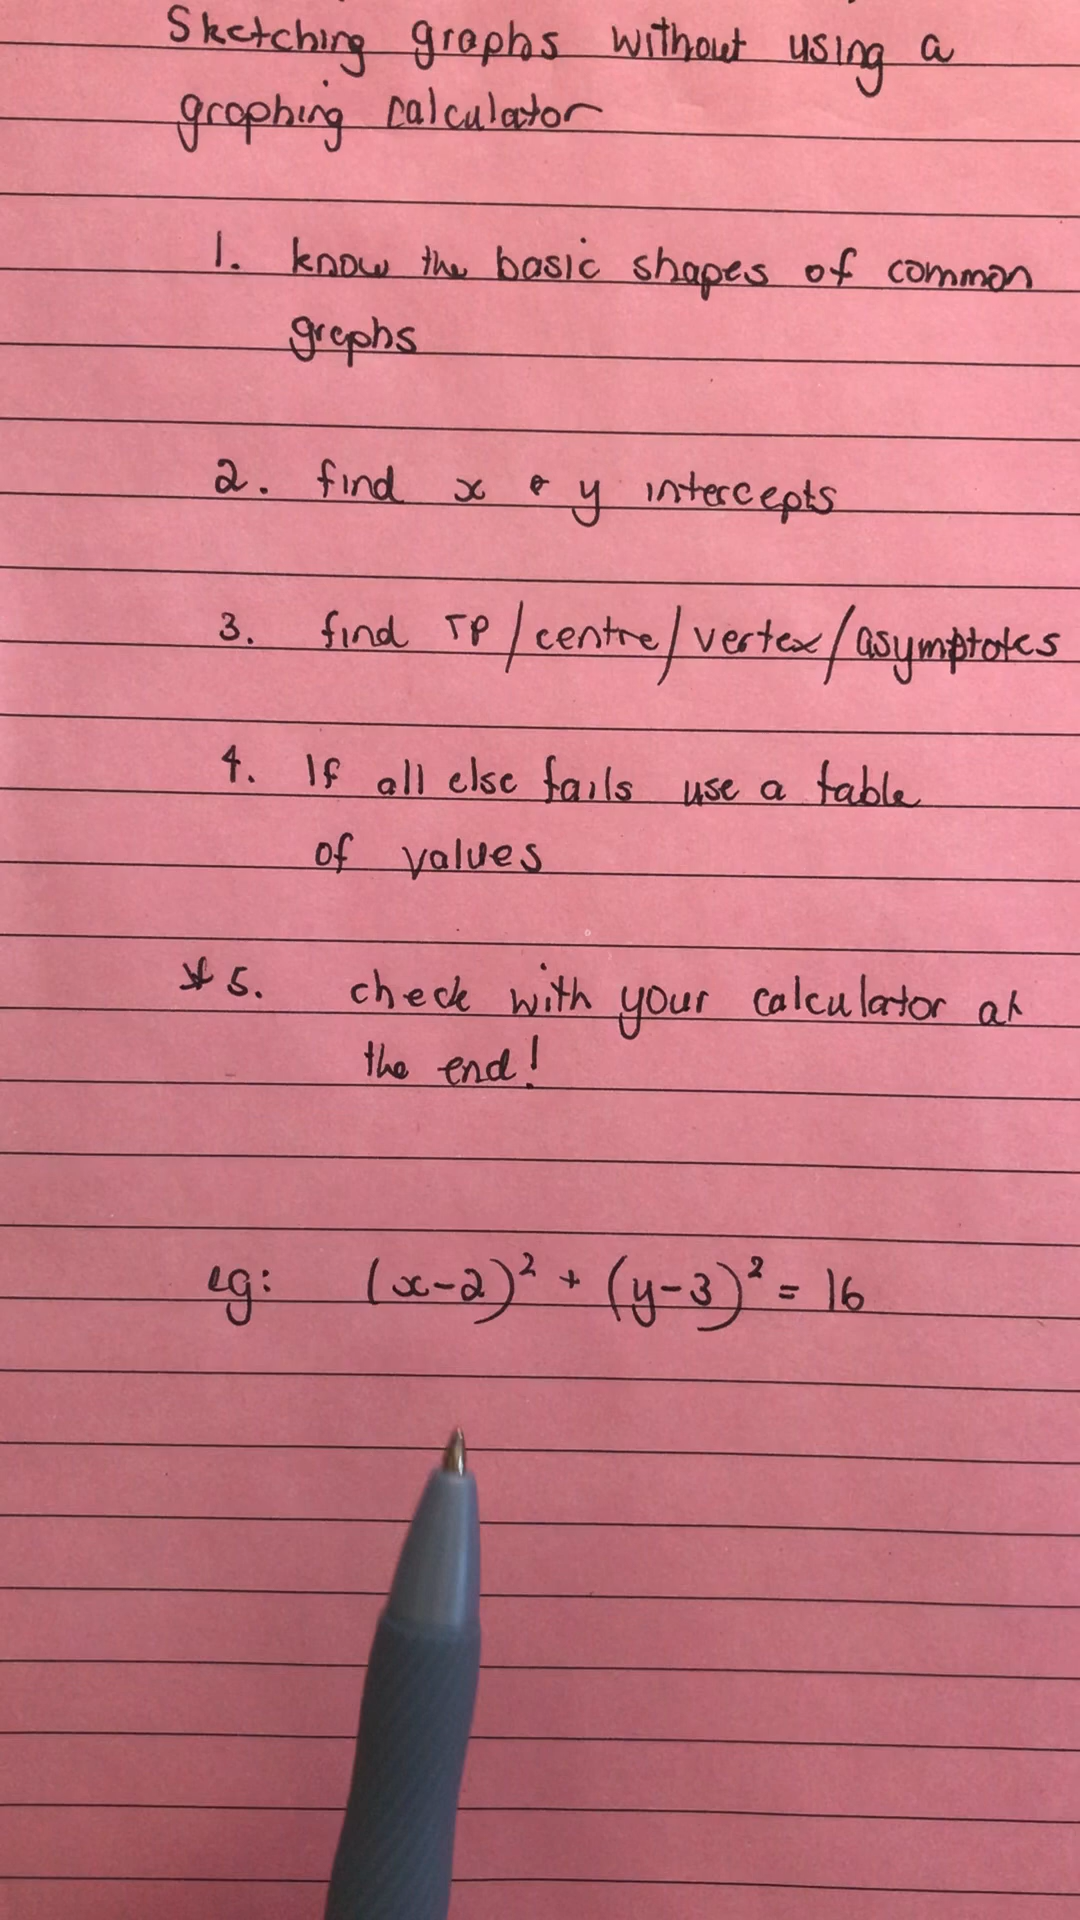 Sketching graphs without using a
graphing calculator
1. know the basic shapes of common
graphs
2. find x & y intercepts
3. find TP/centre/vertex/asymptotes
4. If all else fails use a table
of values
* 5. check with your calculator at
the end!
eg: (x-2)² + (y-3)² = 16